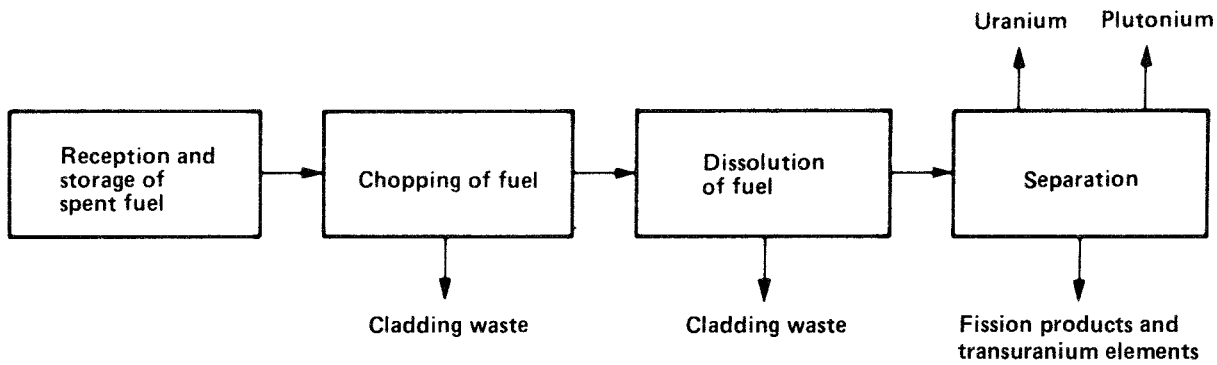 Uranium Plutonium
Reception and
storage of
spent fuel
Chopping of fuel
Dissolution
of fuel
Separation
Cladding waste
Cladding waste
Fission products and
transuranium elements